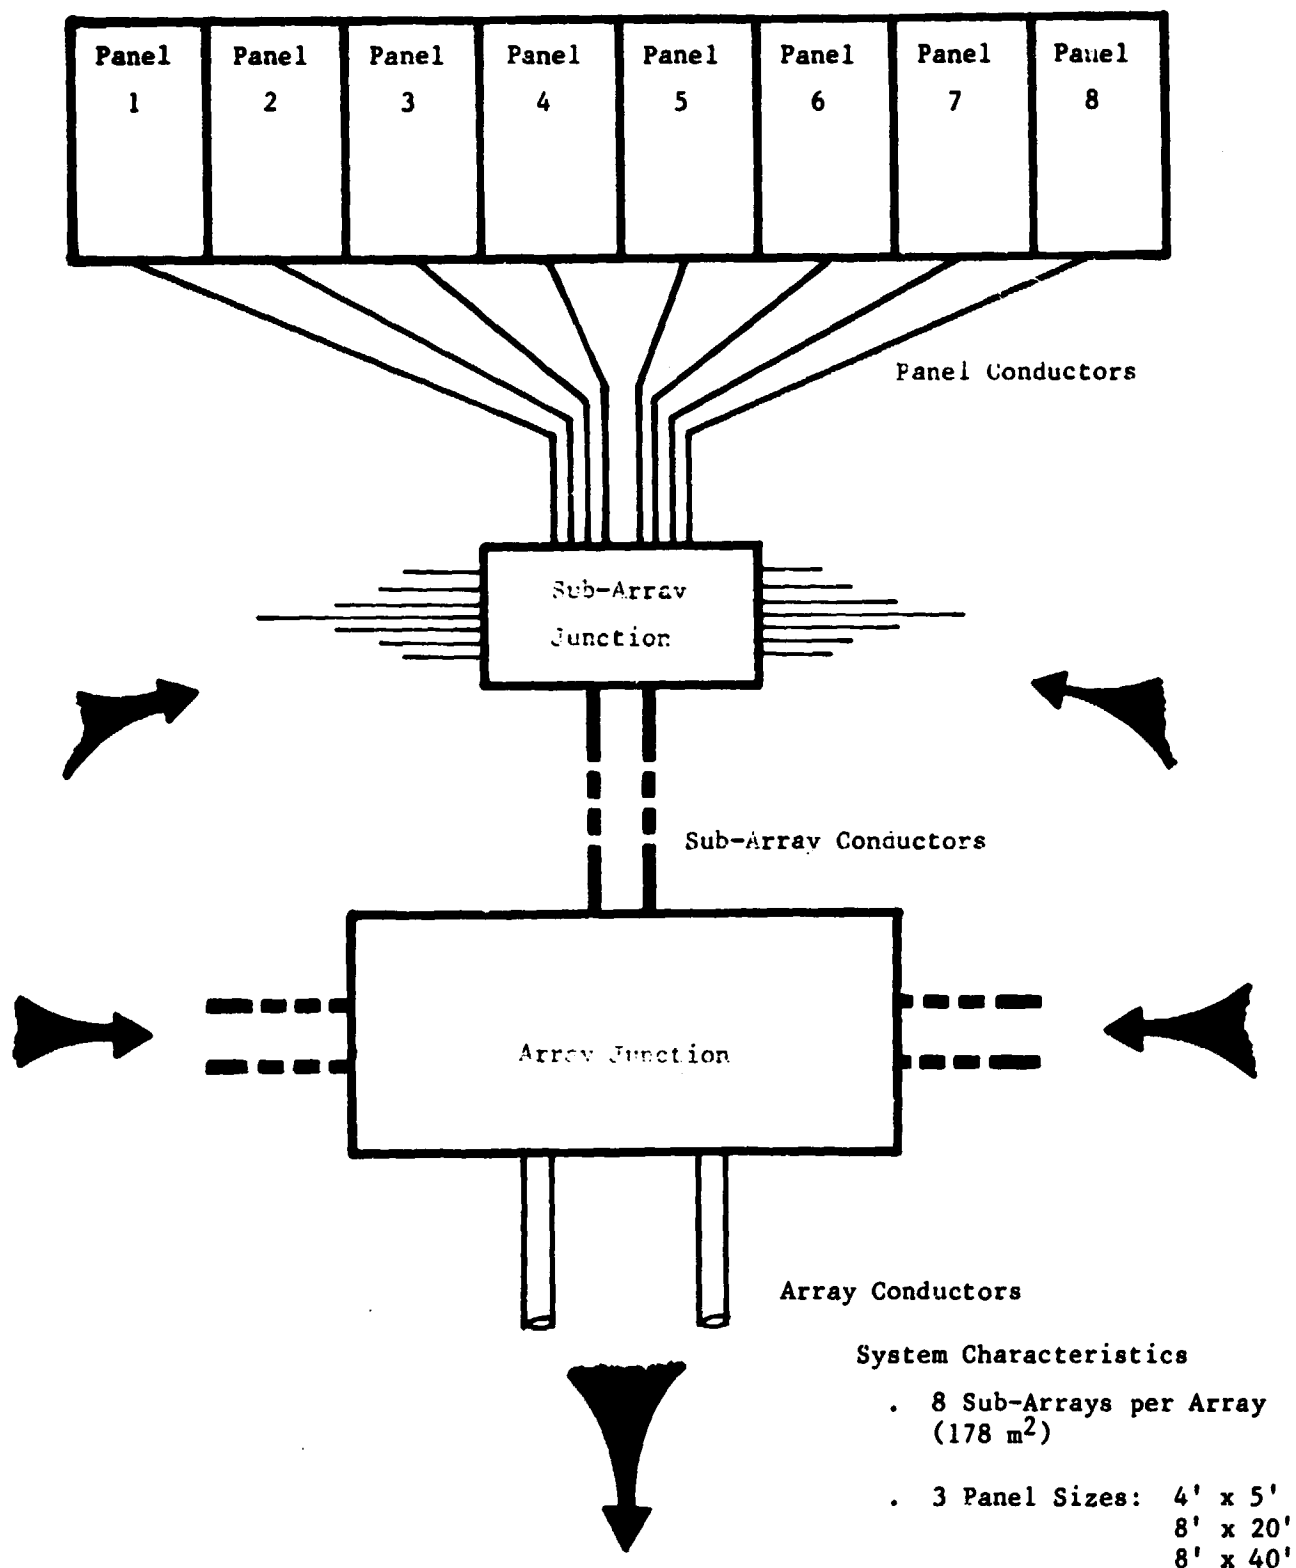 Panel Panel Panel Panel Panel Panel Panel Panel
1 2 3 4 5 6 7 8
Panel Conductors
Sub-Array
Junction
Sub-Array Conductors
Array Junction
Array Conductors
System Characteristics
. 8 Sub-Arrays per Array
(178 m²)
. 3 Panel Sizes: 4' x 5'
8' x 20'
8' x 40'